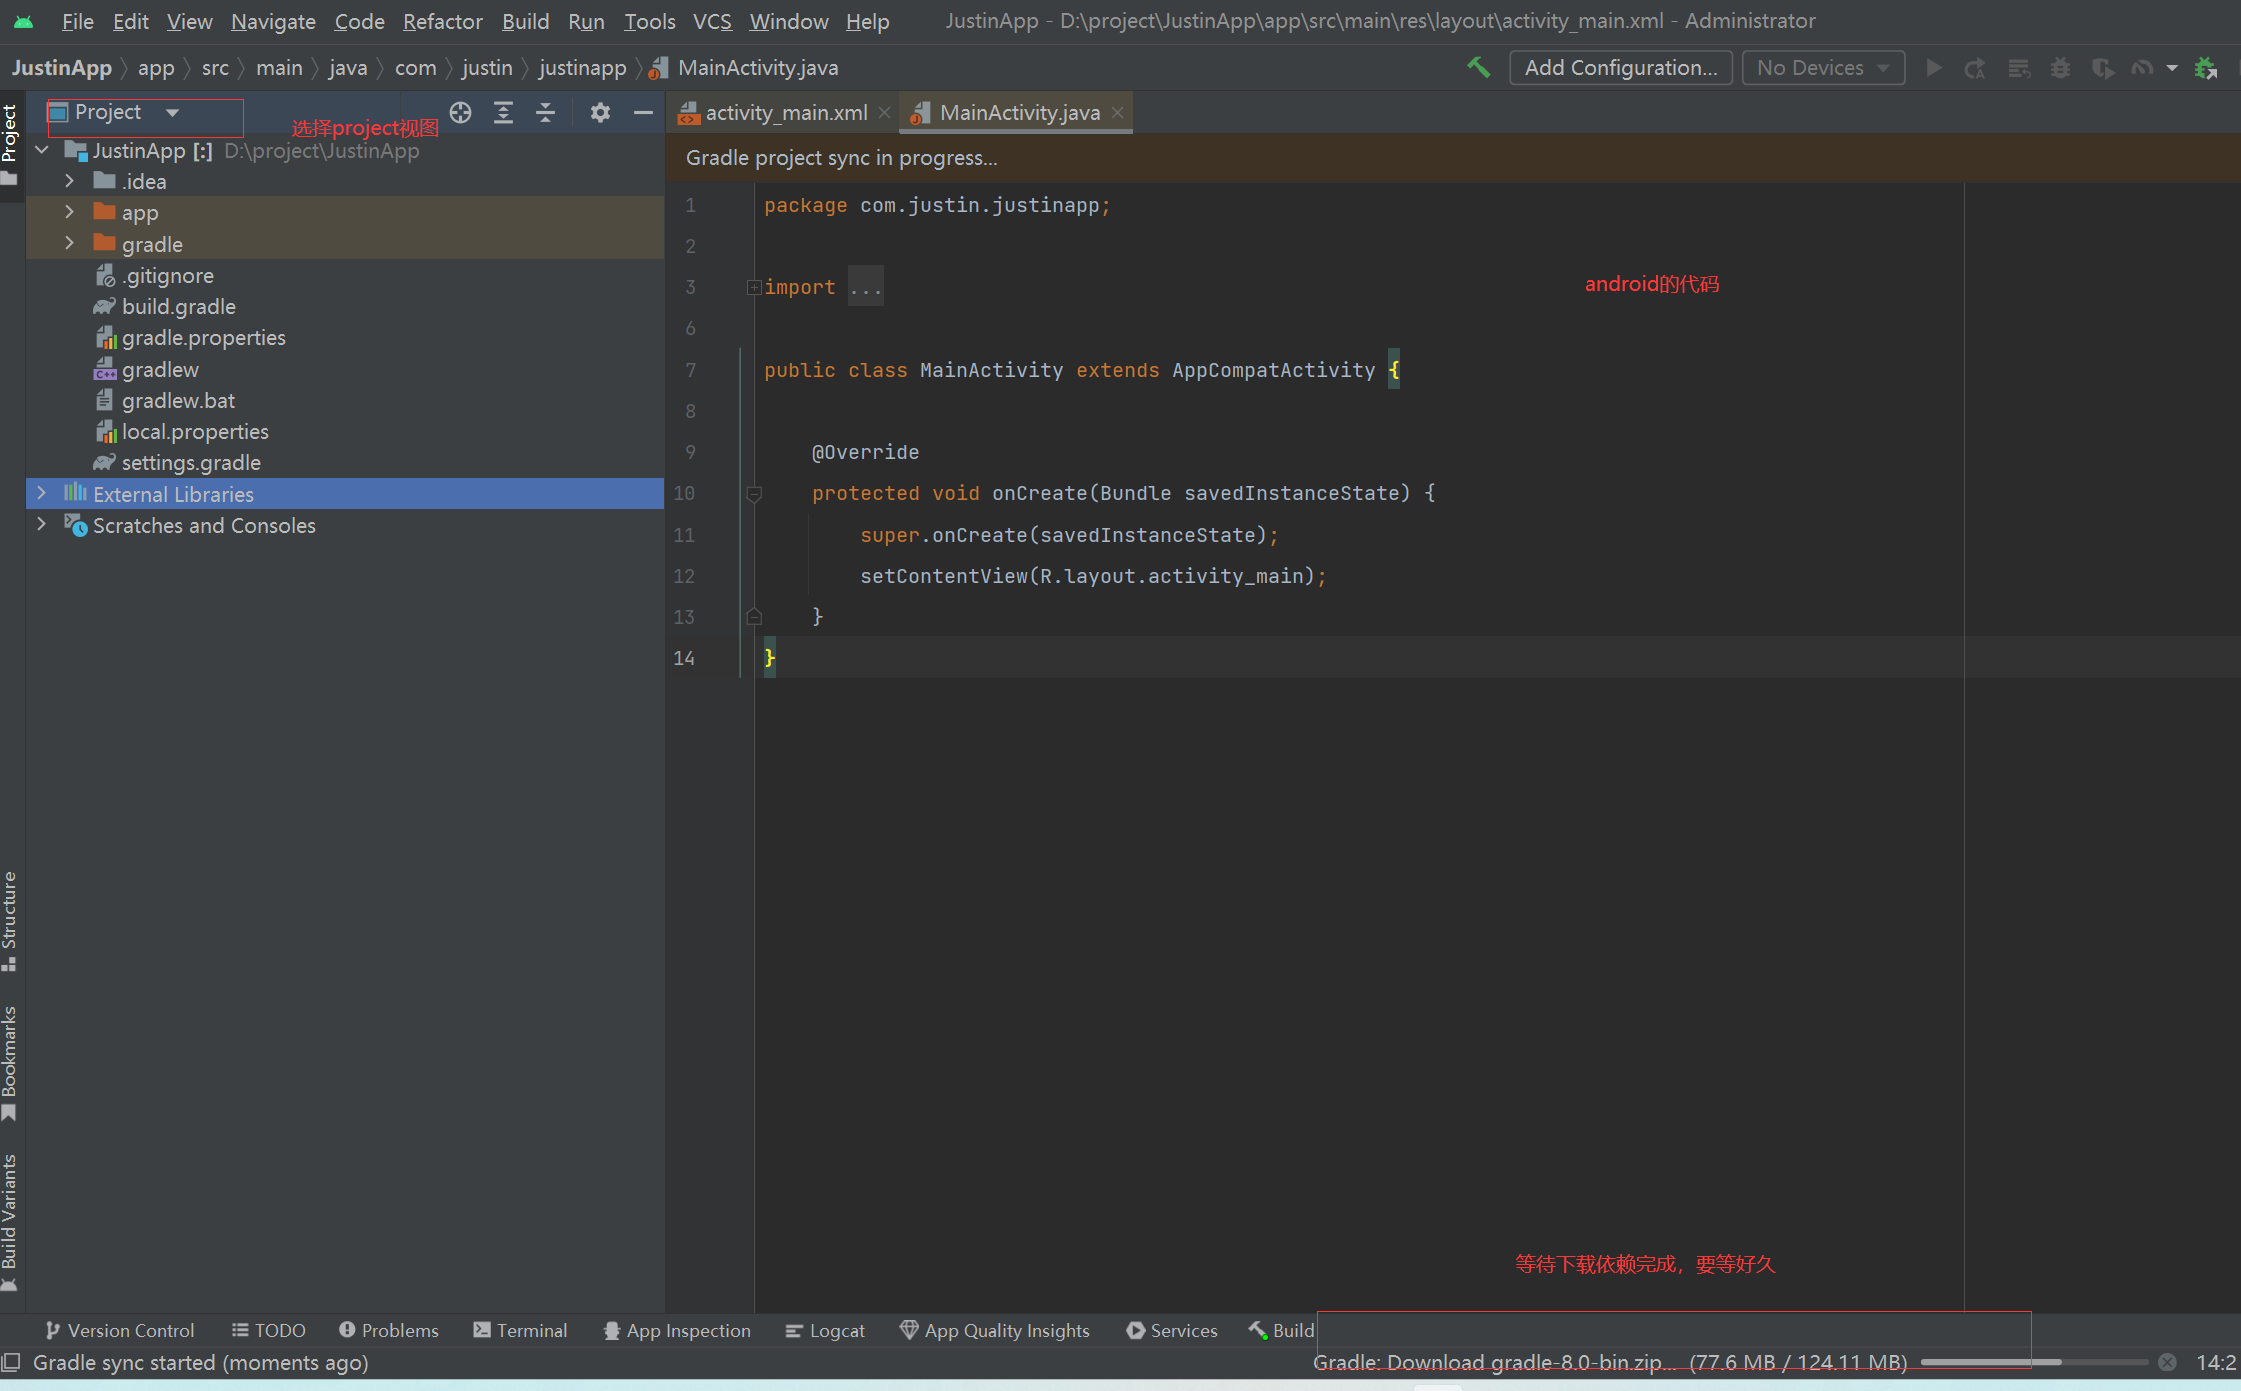 File Edit View Navigate Code Refactor Build Run Tools VCS Window Help JustinApp - D:\project\JustinApp\app\src\main\res\layout\activity_main.xml - Administrator
JustinApp app src main java com justin justinapp MainActivity.java Add Configuration... No Devices
Project 选择project视图 activity_main.xml MainActivity.java
Project
JustinApp [:] D:\project\JustinApp
Gradle project sync in progress...
.idea
app
gradle
.gitignore
build.gradle
gradle.properties
gradlew
gradlew.bat
local.properties
settings.gradle
External Libraries
Scratches and Consoles
1 package com.justin.justinapp;
2
3 import ...
android的代码
6
7 public class MainActivity extends AppCompatActivity {
8
9 @Override
10 protected void onCreate(Bundle savedInstanceState) {
11 super.onCreate(savedInstanceState);
12 setContentView(R.layout.activity_main);
13 }
14 }
Structure
Bookmarks
Build Variants
等待下载依赖完成，要等好久
Version Control TODO Problems Terminal App Inspection Logcat App Quality Insights Services Build
Gradle sync started (moments ago) Gradle: Download gradle-8.0-bin.zip... (77.6 MB / 124.11 MB) 14:2